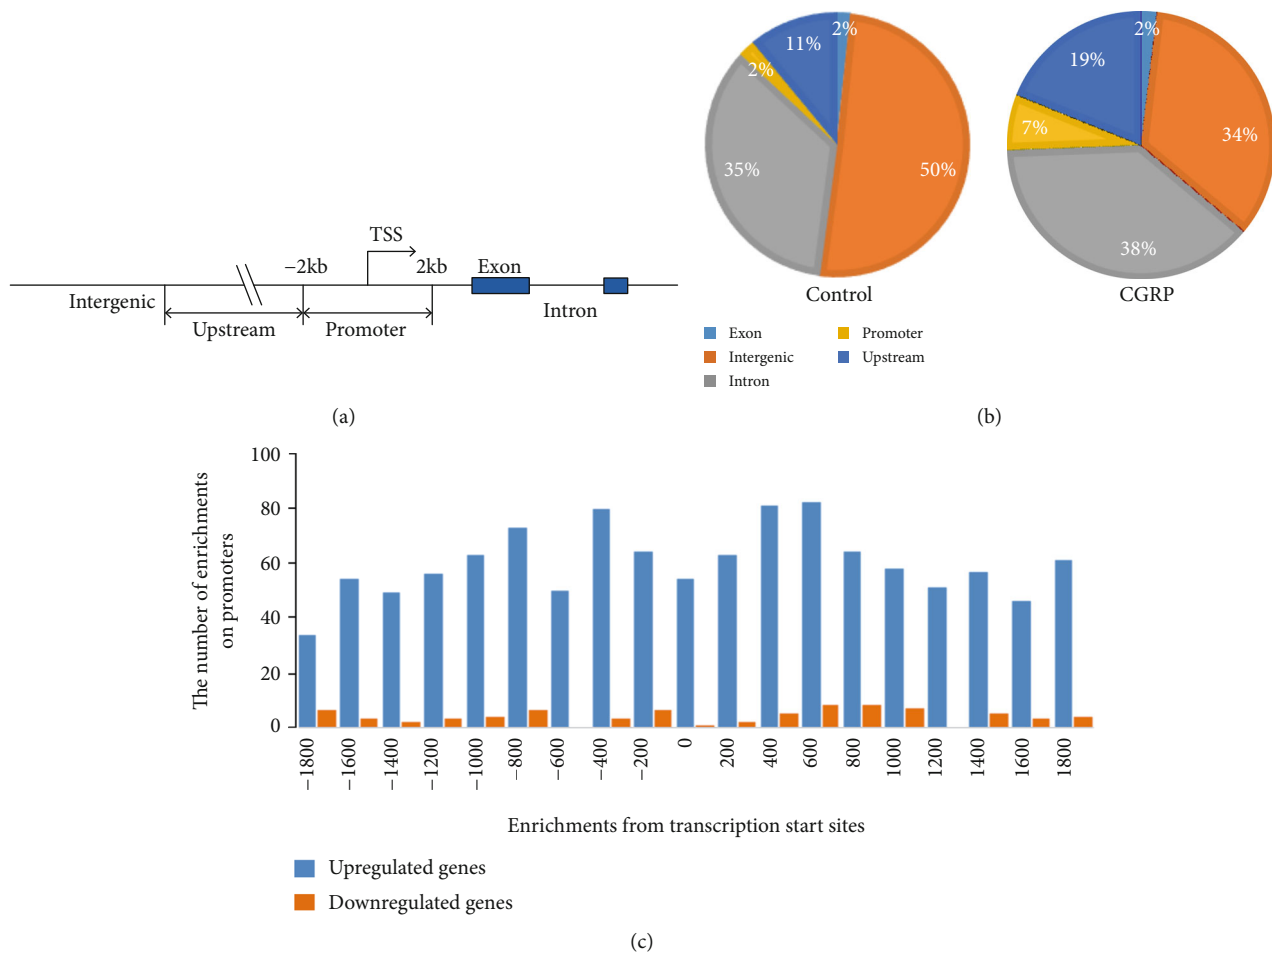 TSS
−2kb
2kb
Exon
Intergenic
Intron
Upstream
Promoter
(a)
2%
11%
2%
35%
50%
Control
2%
19%
7%
34%
38%
CGRP
Exon
Promoter
Intergenic
Upstream
Intron
(b)
The number of enrichments
on promoters
100
80
60
40
20
0
−1800
−1600
−1400
−1200
−1000
−800
−600
−400
−200
0
200
400
600
800
1000
1200
1400
1600
1800
Enrichments from transcription start sites
Upregulated genes
Downregulated genes
(c)